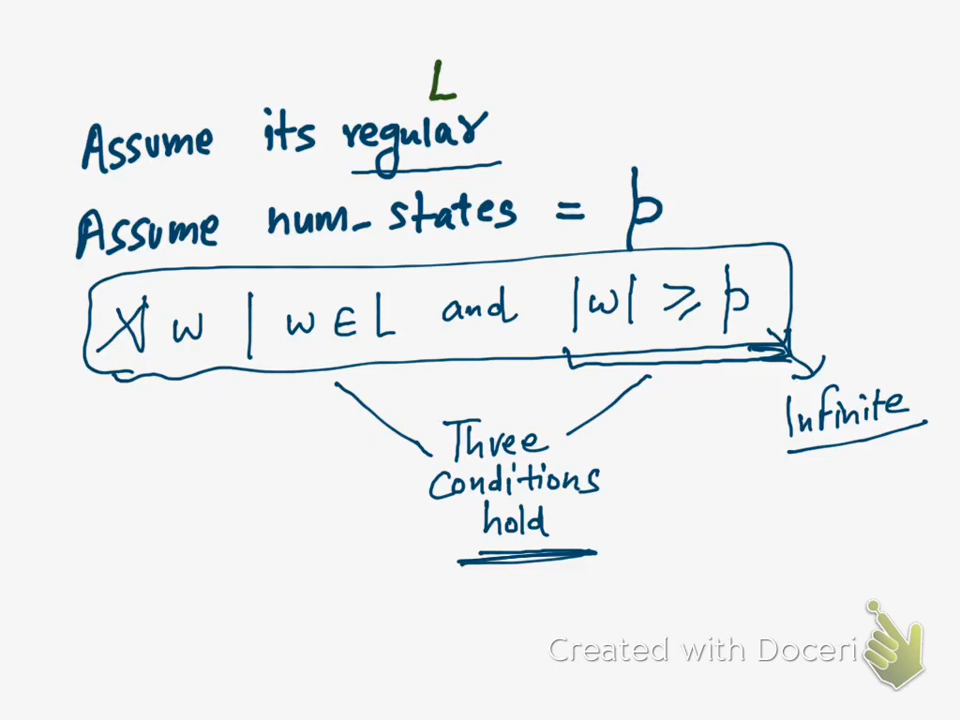 L
Assume its regular
Assume num_states = p
∀ w | w ∈ L and |w| ≥ p
Infinite
Three
conditions
hold
Created with Doceri